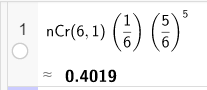 1 nCr(6, 1) (1/6) (5/6)^5
≈ 0.4019